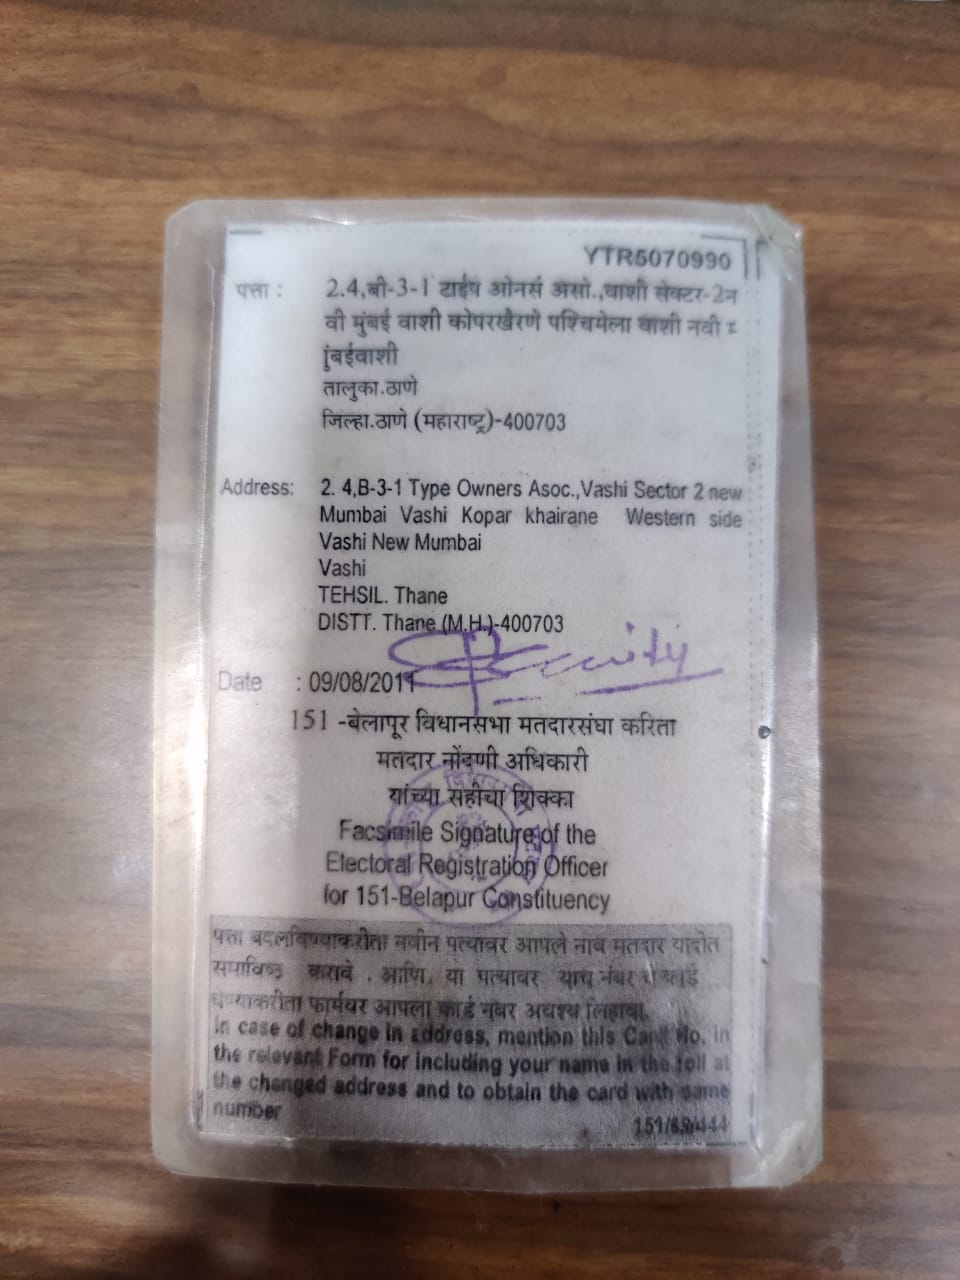 YTR5070990
पत्ता : 2.4,बी-3-1 टाईप ओनर्स असो.,वाशी सेक्टर-2न
वी मुंबई वाशी कोपरखैरणे पश्चिमेला वाशी नवी म
ुंबईवाशी
तालुका.ठाणे
जिल्हा.ठाणे (महाराष्ट्र)-400703
Address: 2. 4,B-3-1 Type Owners Asoc.,Vashi Sector 2 new
Mumbai Vashi Kopar khairane Western side
Vashi New Mumbai
Vashi
TEHSIL. Thane
DISTT. Thane (M.H.)-400703
Date : 09/08/2011
151 -बेलापूर विधानसभा मतदारसंघा करिता
मतदार नोंदणी अधिकारी
यांच्या सहीचा शिक्का
Facsimile Signature of the
Electoral Registration Officer
for 151-Belapur Constituency
पत्ता बदलविण्याकरीता नवीन पत्यावर आपले नाव मतदार यादीत
समाविष्ठ करावे . आणि, या पत्यावर याच नंबर चे कार्ड
घेण्याकरीता फार्मवर आपला कार्ड नंबर अवश्य लिहावा.
In case of change in address, mention this Card No. in
the relevant Form for including your name in the roll at
the changed address and to obtain the card with same
number